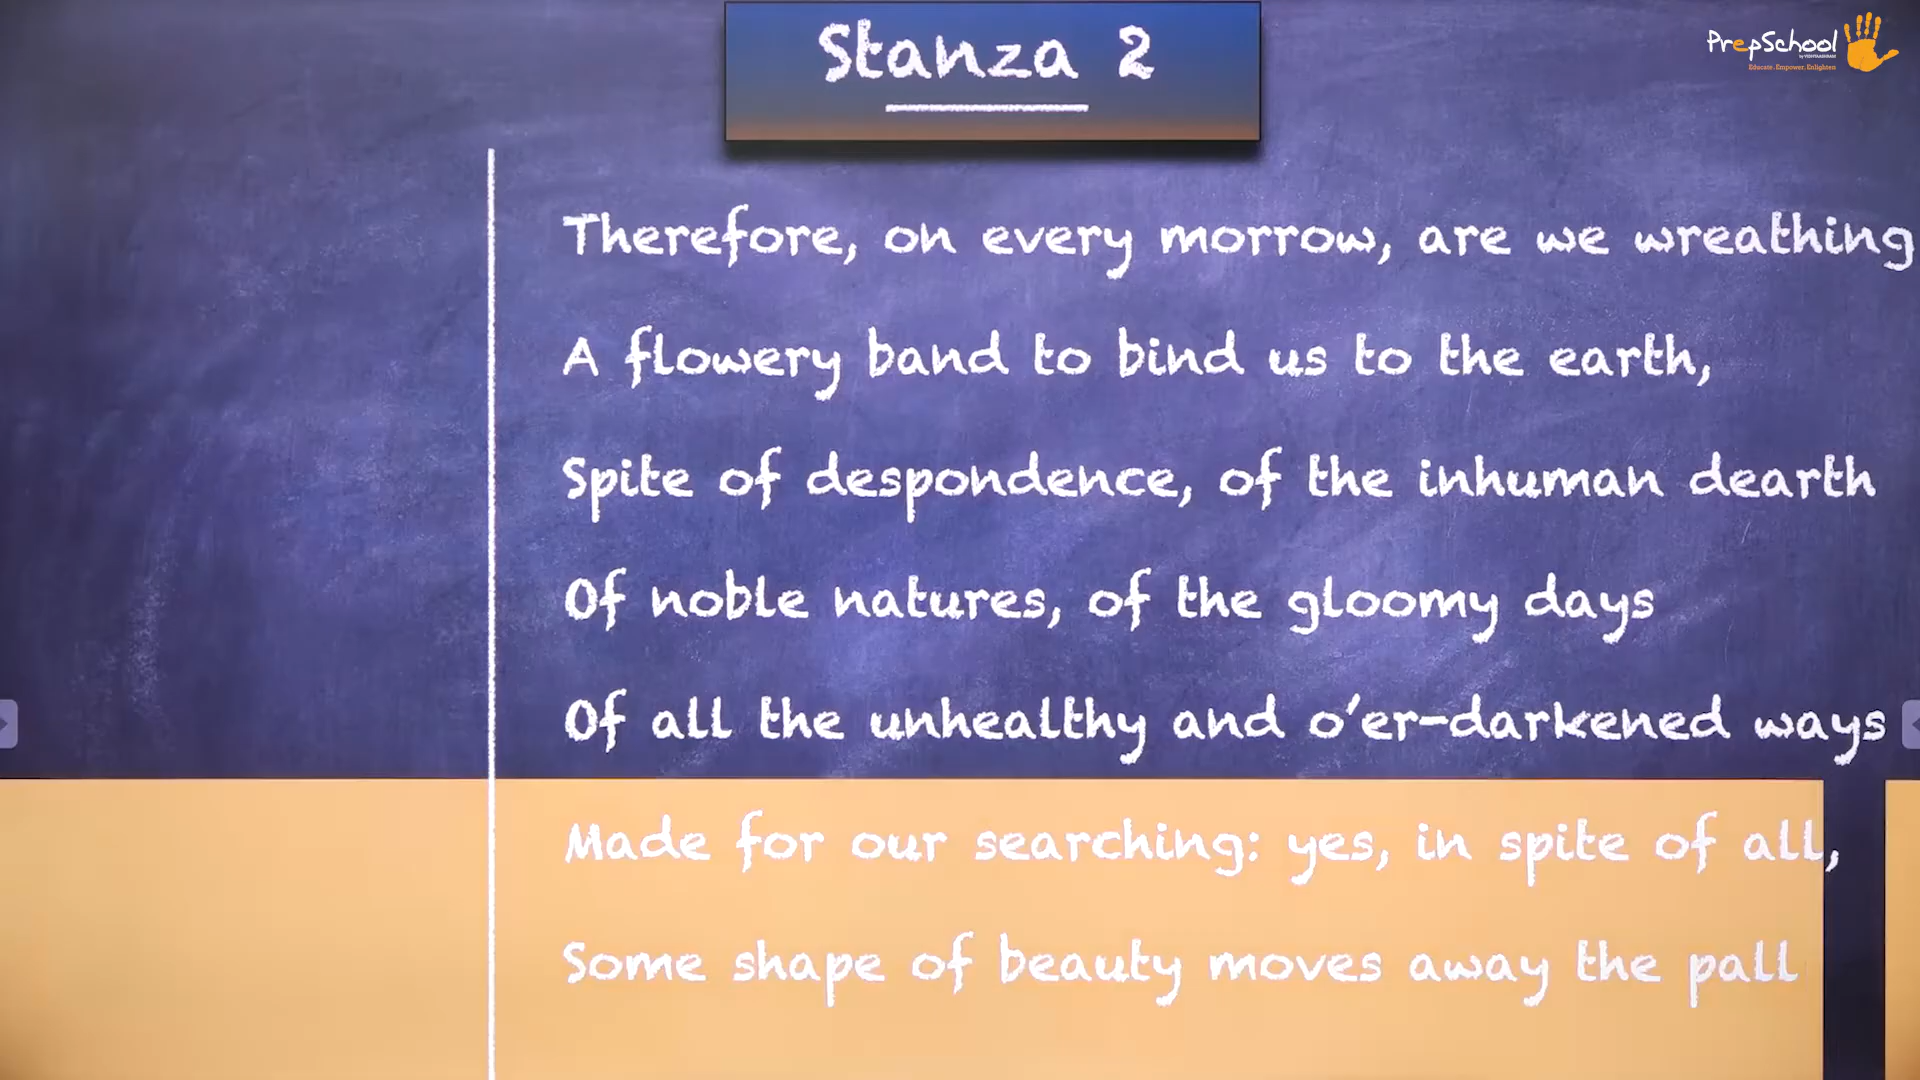 Stanza 2
PrepSchool
Educate. Empower. Enlighten
Therefore, on every morrow, are we wreathing
A flowery band to bind us to the earth,
Spite of despondence, of the inhuman dearth
Of noble natures, of the gloomy days
Of all the unhealthy and o'er-darkened ways
Made for our searching: yes, in spite of all,
Some shape of beauty moves away the pall